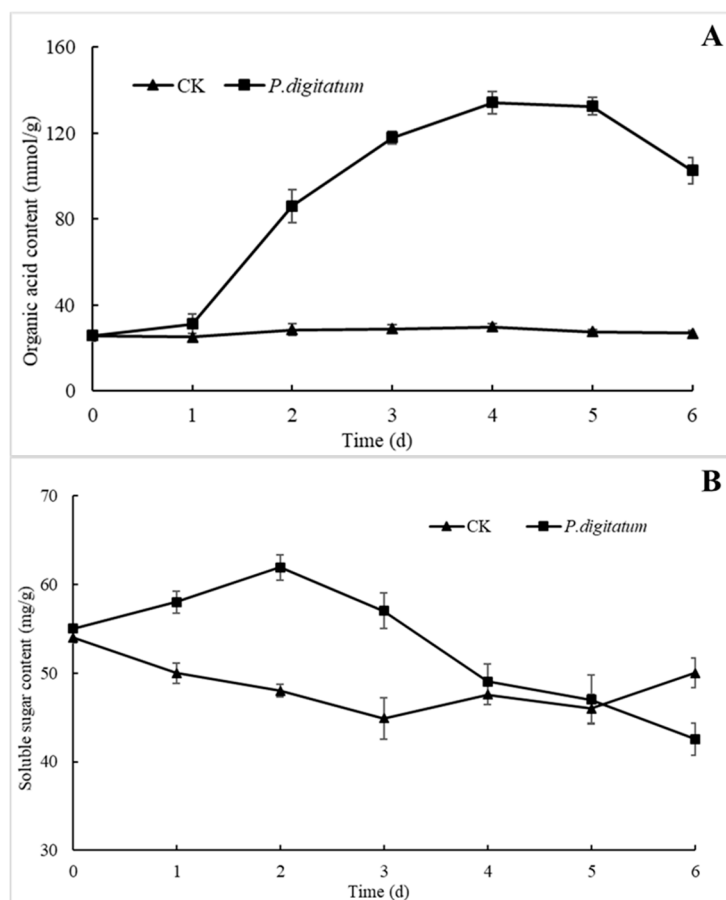 A
160
CK P.digitatum
120
80
40
0
Organic acid content (mmol/g)
0 1 2 3 4 5 6
Time (d)
B
70
CK P.digitatum
60
50
40
30
Soluble sugar content (mg/g)
0 1 2 3 4 5 6
Time (d)